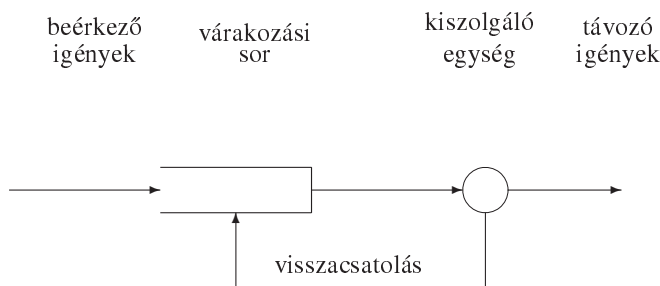 beérkező
igények
várakozási
sor
kiszolgáló
egység
távozó
igények
visszacsatolás